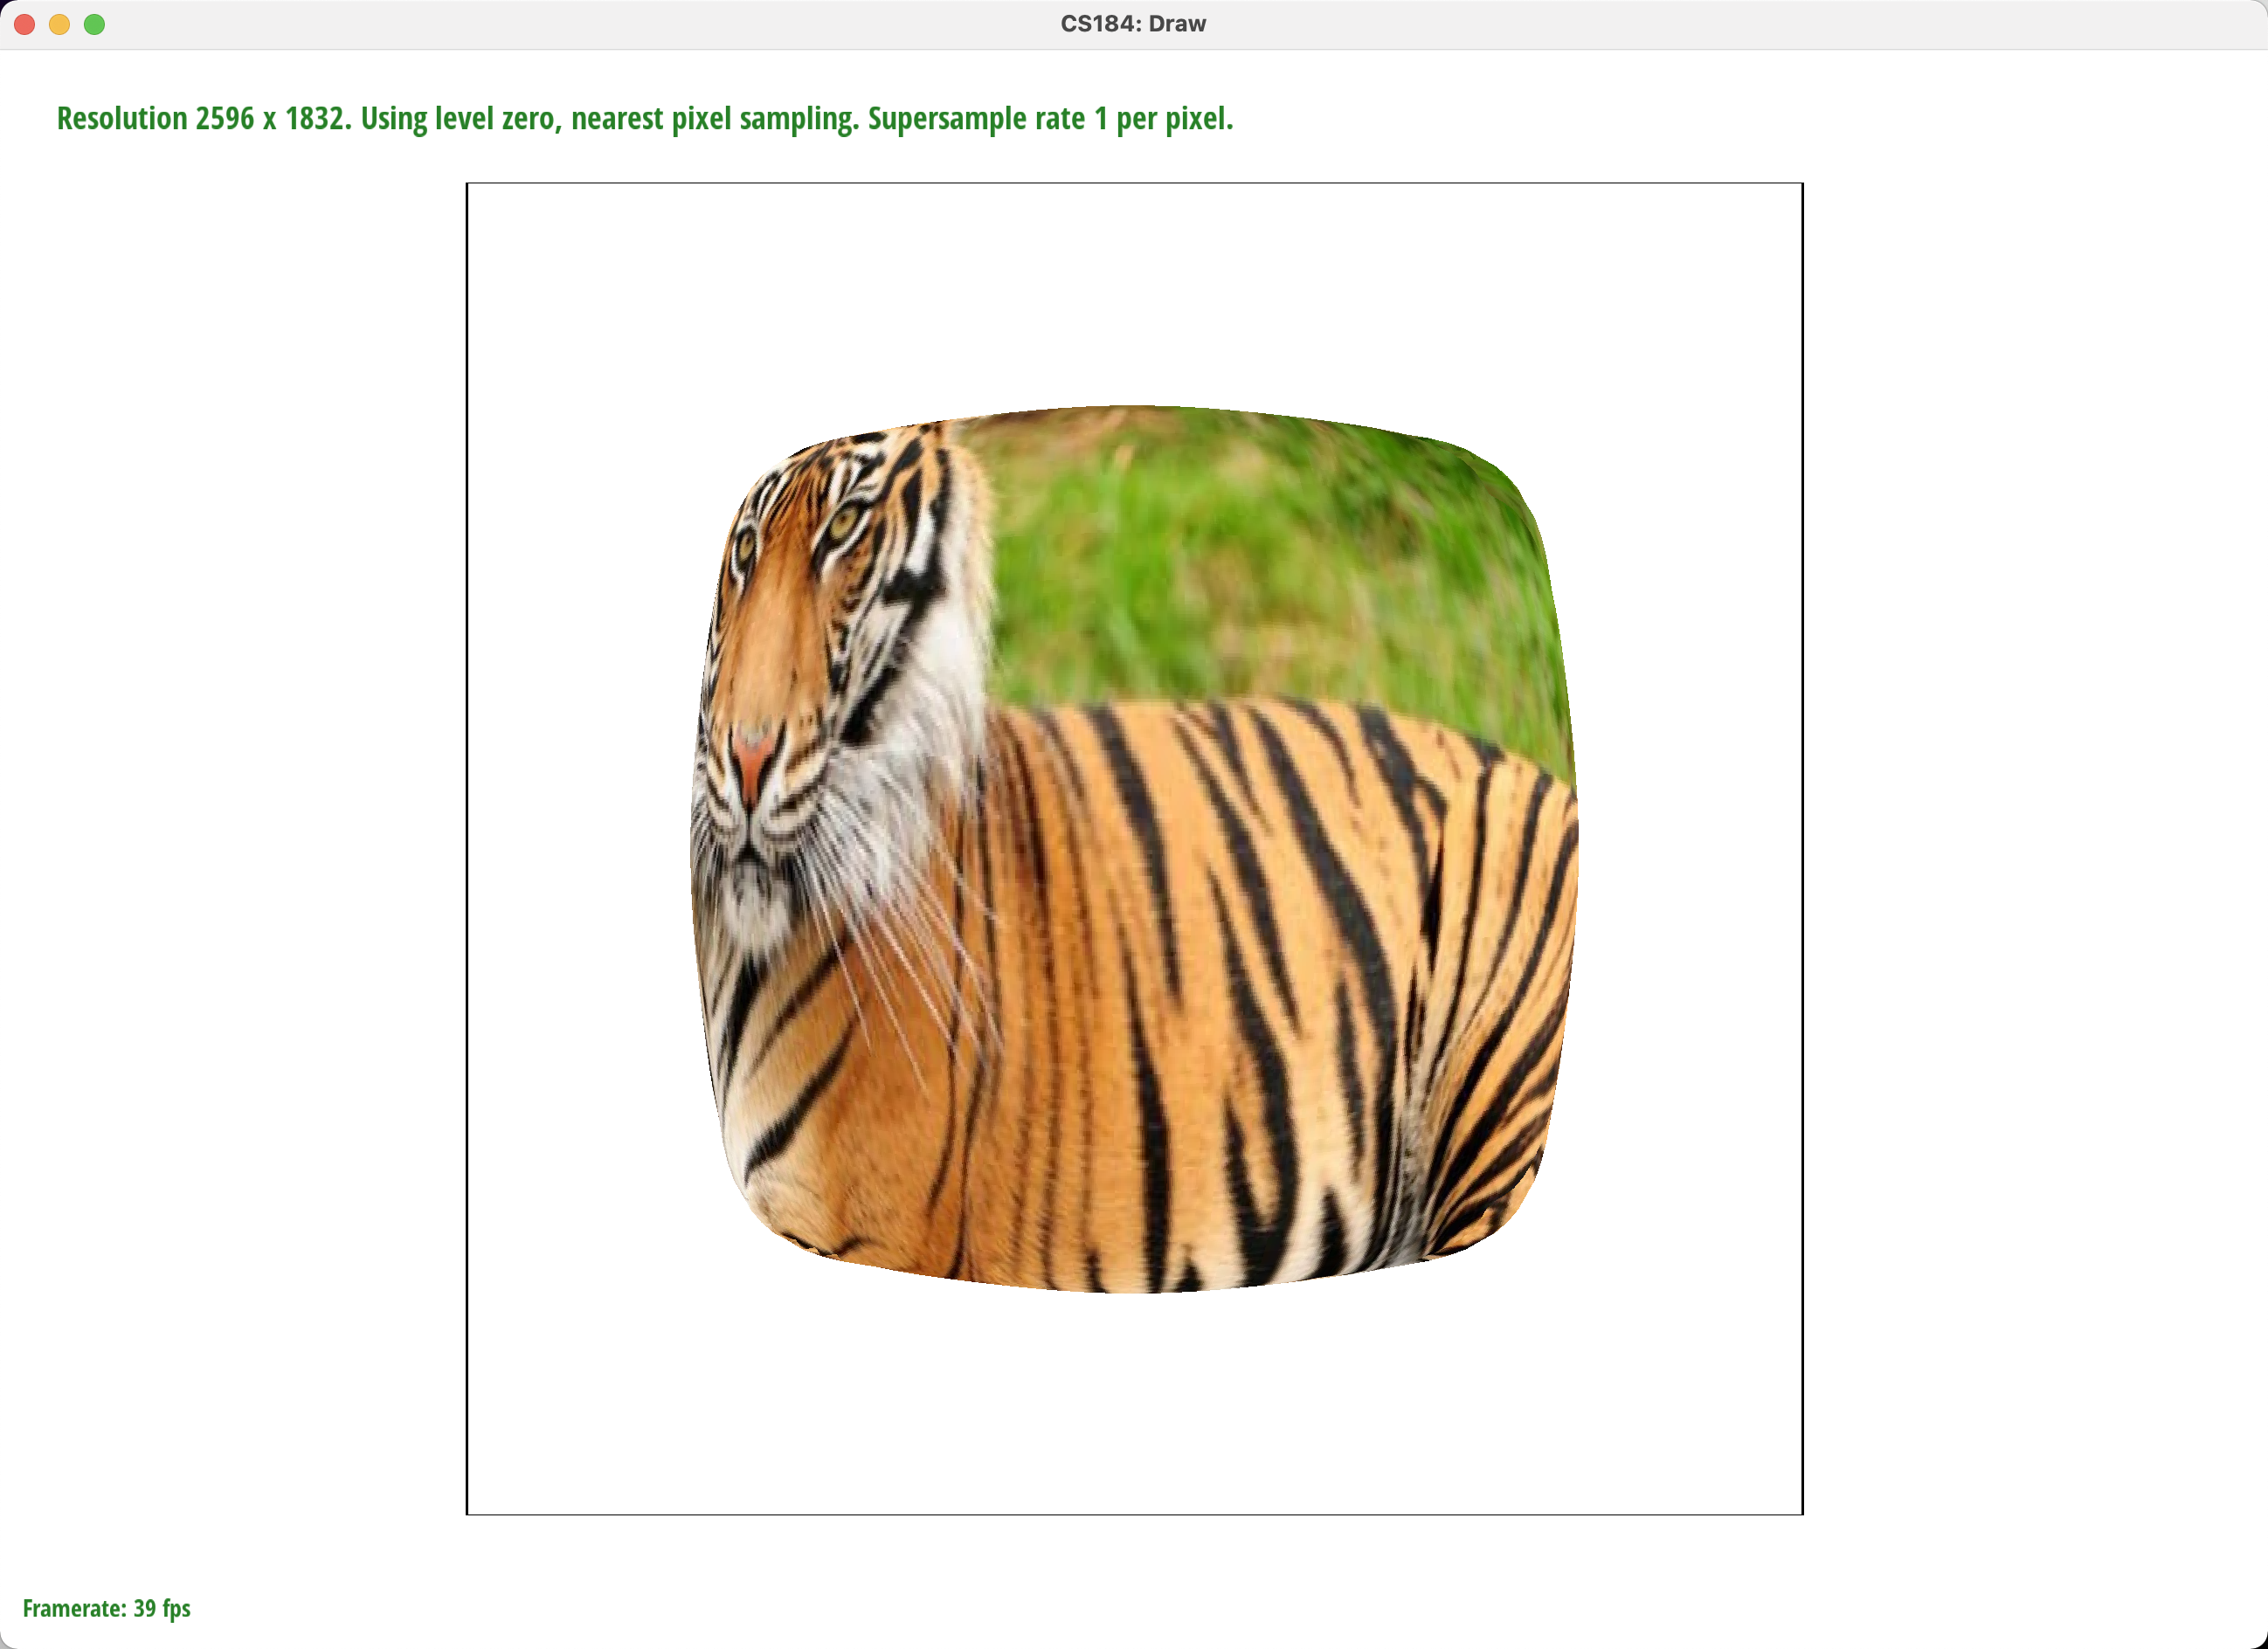 CS184: Draw
Resolution 2596 x 1832. Using level zero, nearest pixel sampling. Supersample rate 1 per pixel.
Framerate: 39 fps